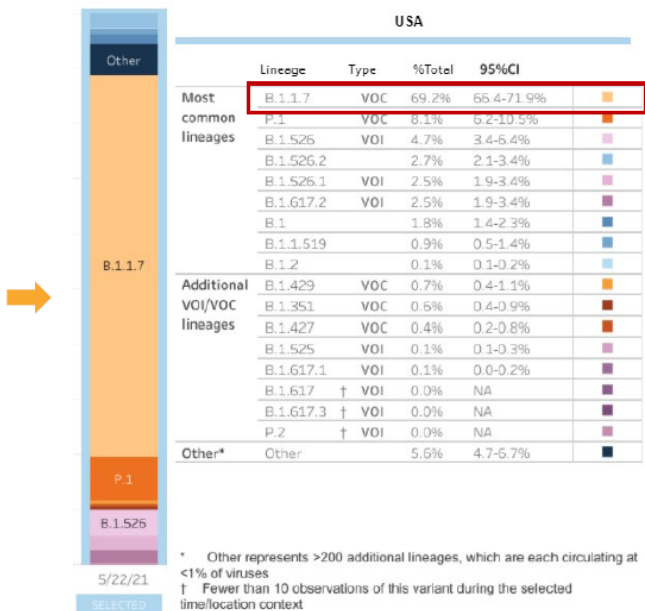 USA
Other
Lineage Type %Total 95%CI
Most common lineages
B.1.1.7 VOC 69.2% 66.4-71.9%
P.1 VOC 8.1% 6.2-10.5%
B.1.526 VOI 4.7% 3.4-6.4%
B.1.526.2 2.7% 2.1-3.4%
B.1.526.1 VOI 2.5% 1.9-3.4%
B.1.617.2 VOI 2.5% 1.9-3.4%
B.1 1.8% 1.4-2.3%
B.1.1.519 0.9% 0.5-1.4%
B.1.2 0.1% 0.1-0.2%
B.1.1.7
Additional VOI/VOC lineages
B.1.429 VOC 0.7% 0.4-1.1%
B.1.351 VOC 0.6% 0.4-0.9%
B.1.427 VOC 0.4% 0.2-0.8%
B.1.525 VOI 0.1% 0.1-0.3%
B.1.617.1 VOI 0.1% 0.0-0.2%
B.1.617 † VOI 0.0% NA
B.1.617.3 † VOI 0.0% NA
P.2 † VOI 0.0% NA
Other* Other 5.6% 4.7-6.7%
P.1
B.1.526
* Other represents >200 additional lineages, which are each circulating at
<1% of viruses
† Fewer than 10 observations of this variant during the selected
time/location context
5/22/21
SELECTED